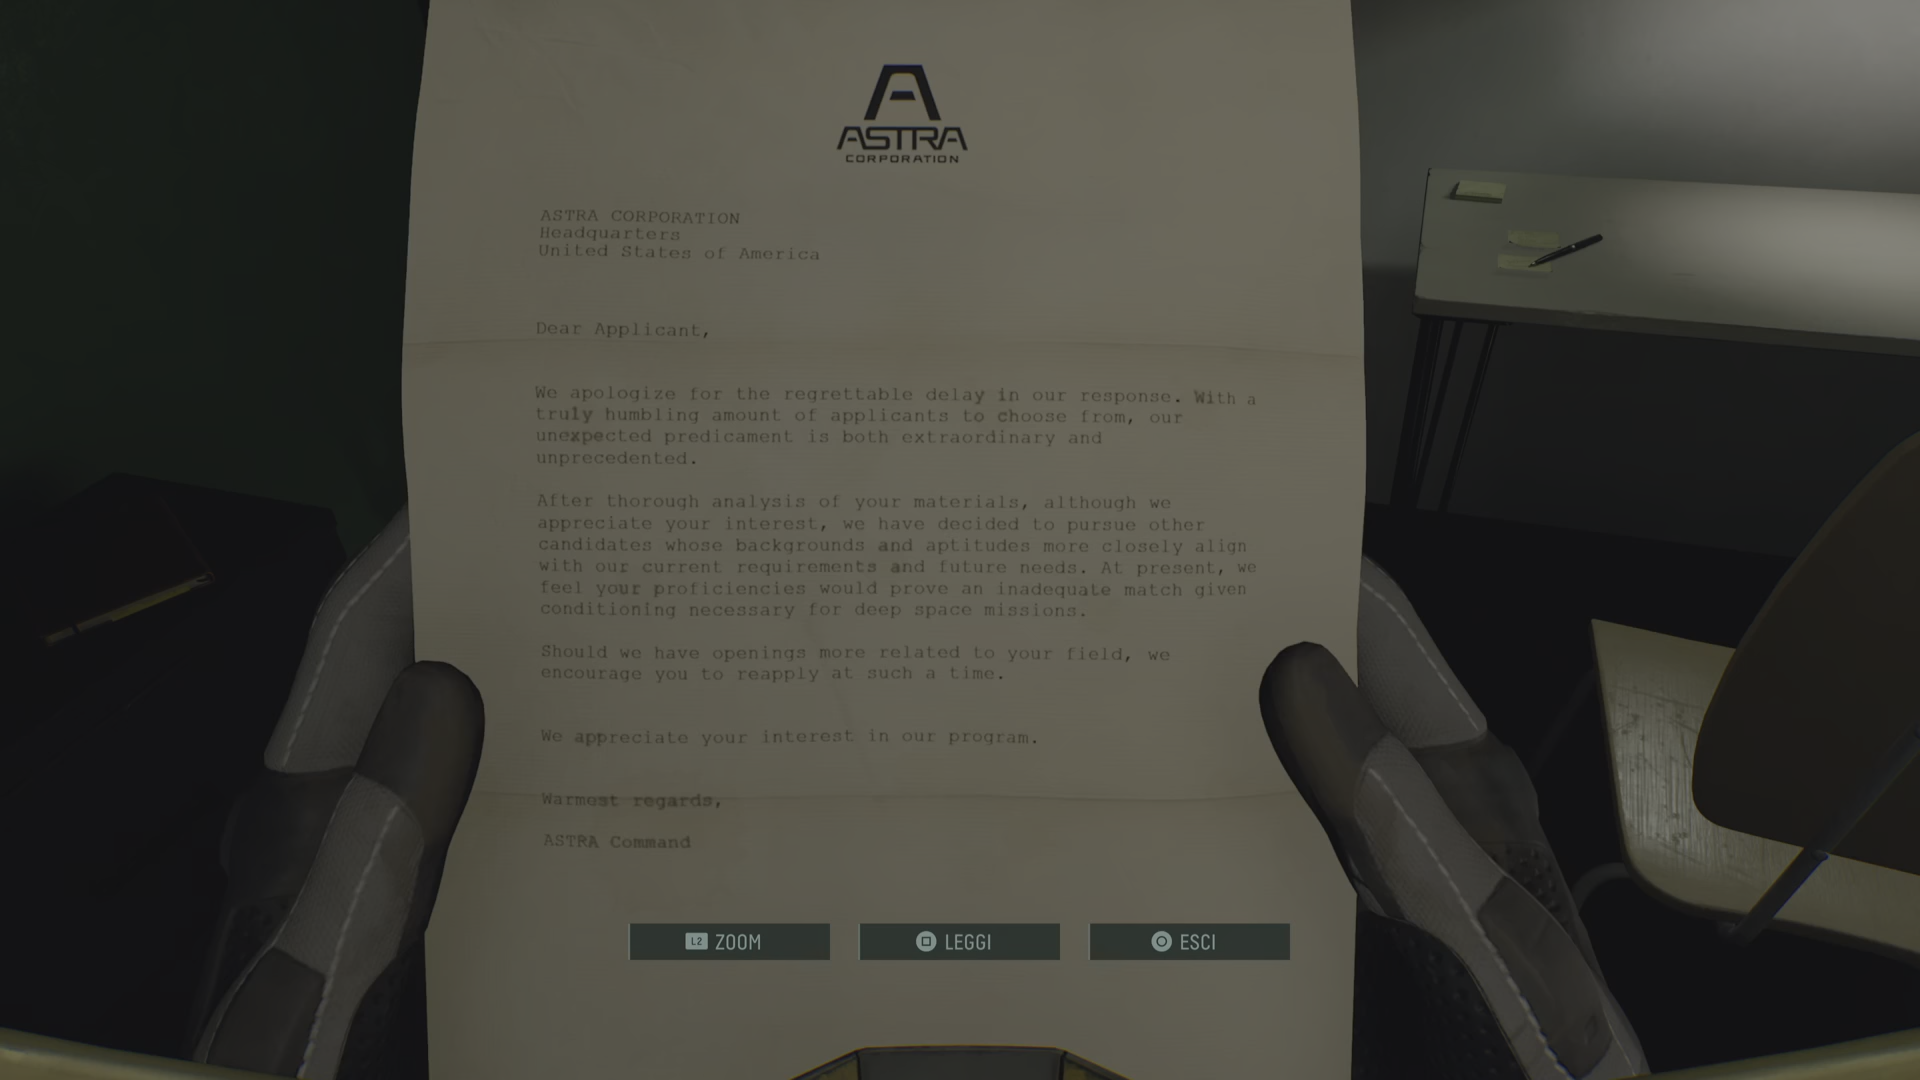 A
ASTRA
CORPORATION
ASTRA CORPORATION
Headquarters
United States of America
Dear Applicant,
We apologize for the regrettable delay in our response. With a
truly humbling amount of applicants to choose from, our
unexpected predicament is both extraordinary and
unprecedented.
After thorough analysis of your materials, although we
appreciate your interest, we have decided to pursue other
candidates whose backgrounds and aptitudes more closely align
with our current requirements and future needs. At present, we
feel your proficiencies would prove an inadequate match given
conditioning necessary for deep space missions.
Should we have openings more related to your field, we
encourage you to reapply at such a time.
We appreciate your interest in our program.
Warmest regards,
ASTRA Command
L2 ZOOM
LEGGI
ESCI